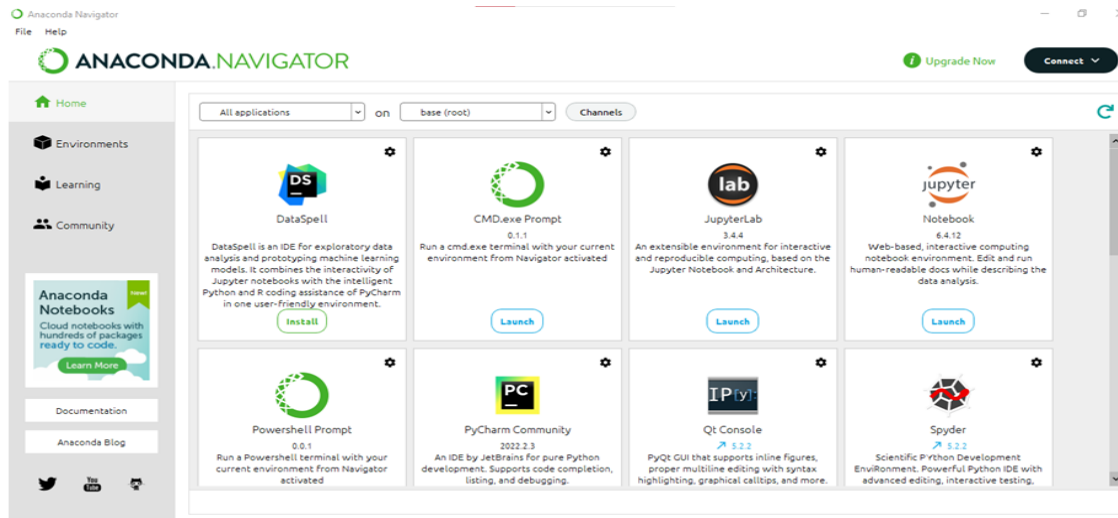 Anaconda Navigator
File Help
ANACONDA.NAVIGATOR
Upgrade Now
Connect
Home
Environments
Learning
Community
Anaconda
Notebooks
New!
Cloud notebooks with
hundreds of packages
ready to code.
Learn More
Documentation
Anaconda Blog
You
Tube
All applications
on
base (root)
Channels
DS
DataSpell
DataSpell is an IDE for exploratory data
analysis and prototyping machine learning
models. It combines the interactivity of
Jupyter notebooks with the intelligent
Python and R coding assistance of PyCharm
in one user-friendly environment.
Install
CMD.exe Prompt
0.1.1
Run a cmd.exe terminal with your current
environment from Navigator activated
Launch
lab
JupyterLab
3.4.4
An extensible environment for interactive
and reproducible computing, based on the
Jupyter Notebook and Architecture.
Launch
jupyter
Notebook
6.4.12
Web-based, interactive computing
notebook environment. Edit and run
human-readable docs while describing the
data analysis.
Launch
Powershell Prompt
0.0.1
Run a Powershell terminal with your
current environment from Navigator
activated
PC
PyCharm Community
2022.2.3
An IDE by JetBrains for pure Python
development. Supports code completion,
listing, and debugging.
IP[y]:
Qt Console
5.2.2
PyQt GUI that supports inline figures,
proper multiline editing with syntax
highlighting, graphical calltips, and more.
Spyder
5.2.2
Scientific PYthon Development
EnviRonment. Powerful Python IDE with
advanced editing, interactive testing,